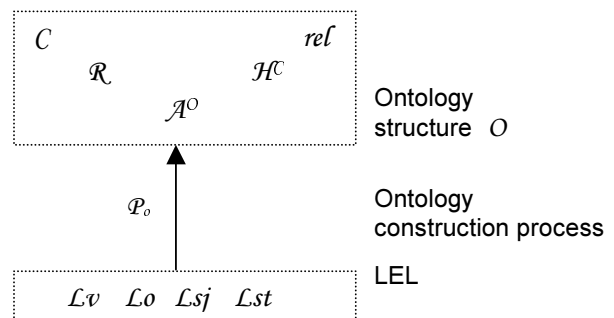 C rel
R H^C
A^O
Ontology
structure O
P_o
Ontology
construction process
LEL
Lv Lo Lsj Lst